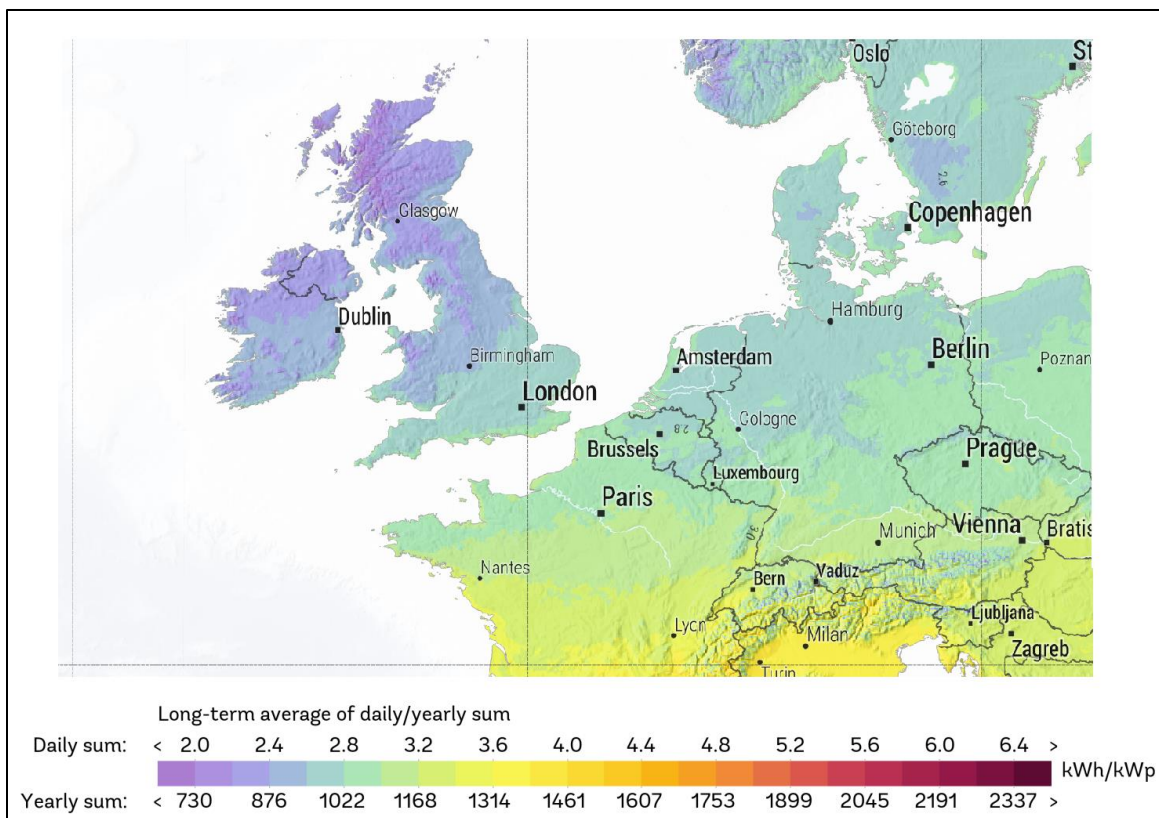 Oslo
St
Göteborg
2.6
Copenhagen
Glasgow
Dublin
Hamburg
Birmingham
Amsterdam
Berlin
Poznan
London
2.8
Cologne
Brussels
Prague
Luxembourg
Paris
3.0
Munich
Vienna
Bratis
Nantes
Bern
Vaduz
Lyon
Milan
Ljubljana
Zagreb
Turin
Long-term average of daily/yearly sum
Daily sum: < 2.0 2.4 2.8 3.2 3.6 4.0 4.4 4.8 5.2 5.6 6.0 6.4 >
kWh/kWp
Yearly sum: < 730 876 1022 1168 1314 1461 1607 1753 1899 2045 2191 2337 >